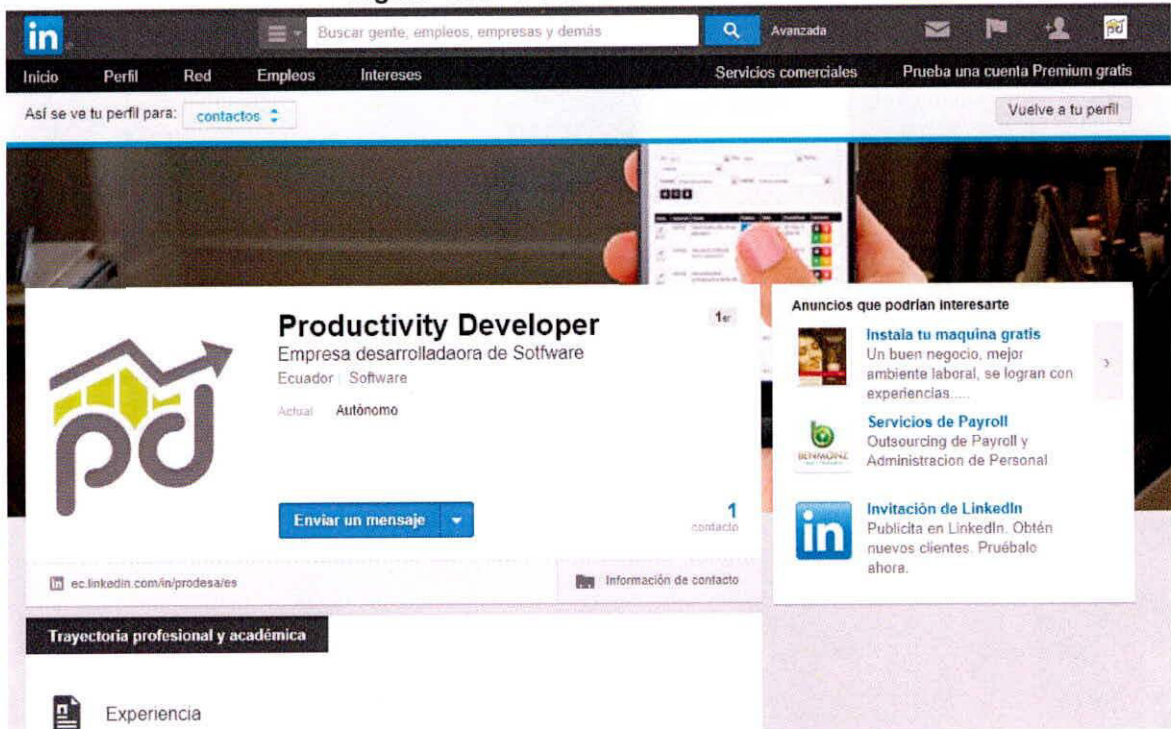 in
Buscar gente, empleos, empresas y demás
Avanzada
pd
Inicio Perfil Red Empleos Intereses Servicios comerciales Prueba una cuenta Premium gratis
Así se ve tu perfil para: contactos Vuelve a tu perfil
pd
Productivity Developer
1er
Empresa desarrolladaora de Sotfware
Ecuador Software
Actual Autónomo
Enviar un mensaje
1
contacto
ec.linkedin.com/in/prodesa/es
Información de contacto
Anuncios que podrían interesarte
Instala tu maquina gratis
Un buen negocio, mejor
ambiente laboral, se logran con
experiencias.....
Servicios de Payroll
Outsourcing de Payroll y
Administracion de Personal
in
Invitación de LinkedIn
Publicita en LinkedIn. Obtén
nuevos clientes. Pruébalo
ahora.
Trayectoria profesional y académica
Experiencia